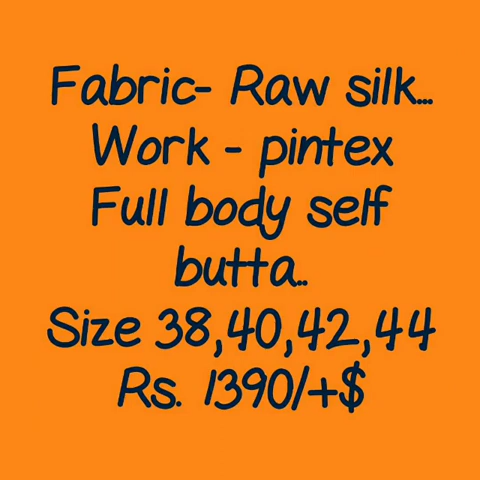 Fabric- Raw silk...
Work - pintex
Full body self
butta..
Size 38,40,42,44
Rs. 1390/+$